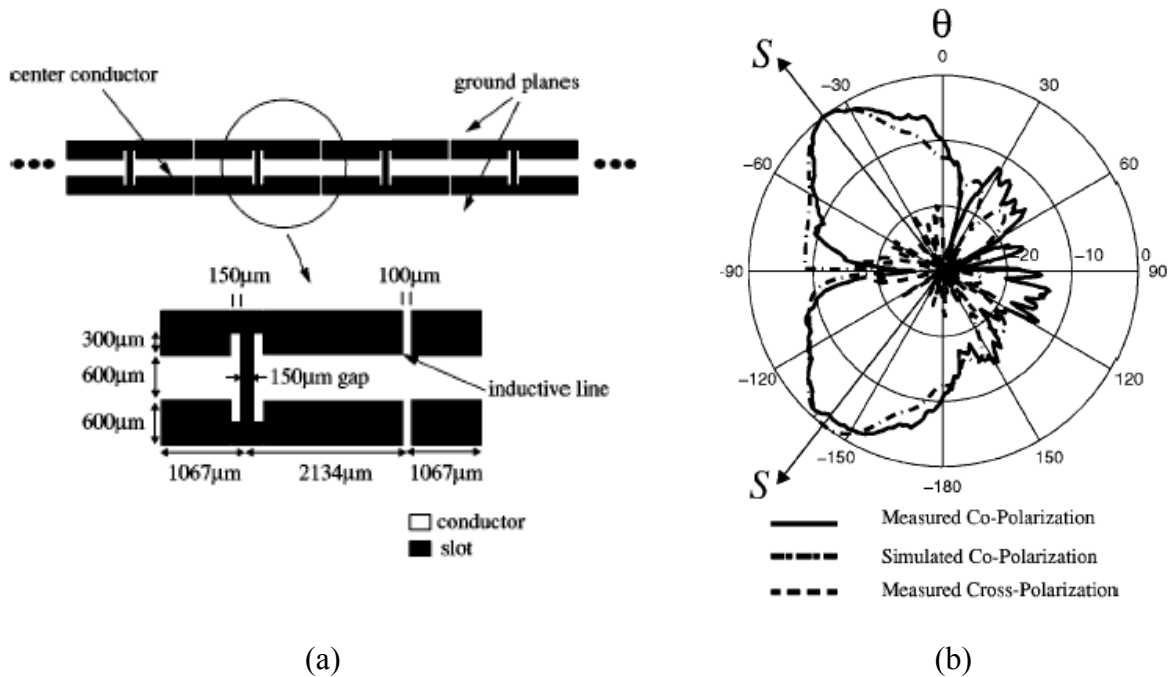 center conductor
ground planes
150μm
100μm
300μm
600μm
150μm gap
inductive line
600μm
1067μm
2134μm
1067μm
conductor
slot
(a)
θ
S
0
-30
30
-60
60
-90
-20
-10
0
90
-120
120
-150
150
-180
S
Measured Co-Polarization
Simulated Co-Polarization
Measured Cross-Polarization
(b)